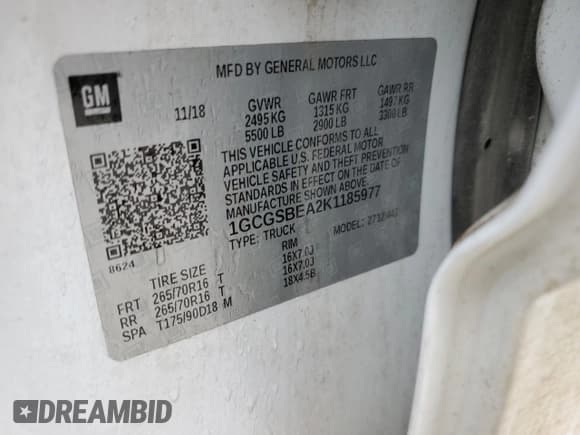 GM
MFD BY GENERAL MOTORS LLC
11/18
GVWR GAWR FRT GAWR RR
2495 KG 1315 KG 1497 KG
5500 LB 2900 LB 3300 LB
THIS VEHICLE CONFORMS TO ALL
APPLICABLE U.S. FEDERAL MOTOR
VEHICLE SAFETY AND THEFT PREVENTION
STANDARDS IN EFFECT ON THE DATE OF
MANUFACTURE SHOWN ABOVE.
1GCGSBEA2K1185977
TYPE: TRUCK MODEL:
8624
TIRE SIZE RIM
FRT 265/70R16 T 16X7.0J
RR 265/70R16 T 16X7.0J
SPA T175/90D18 M 18X4.5B
DREAMBID